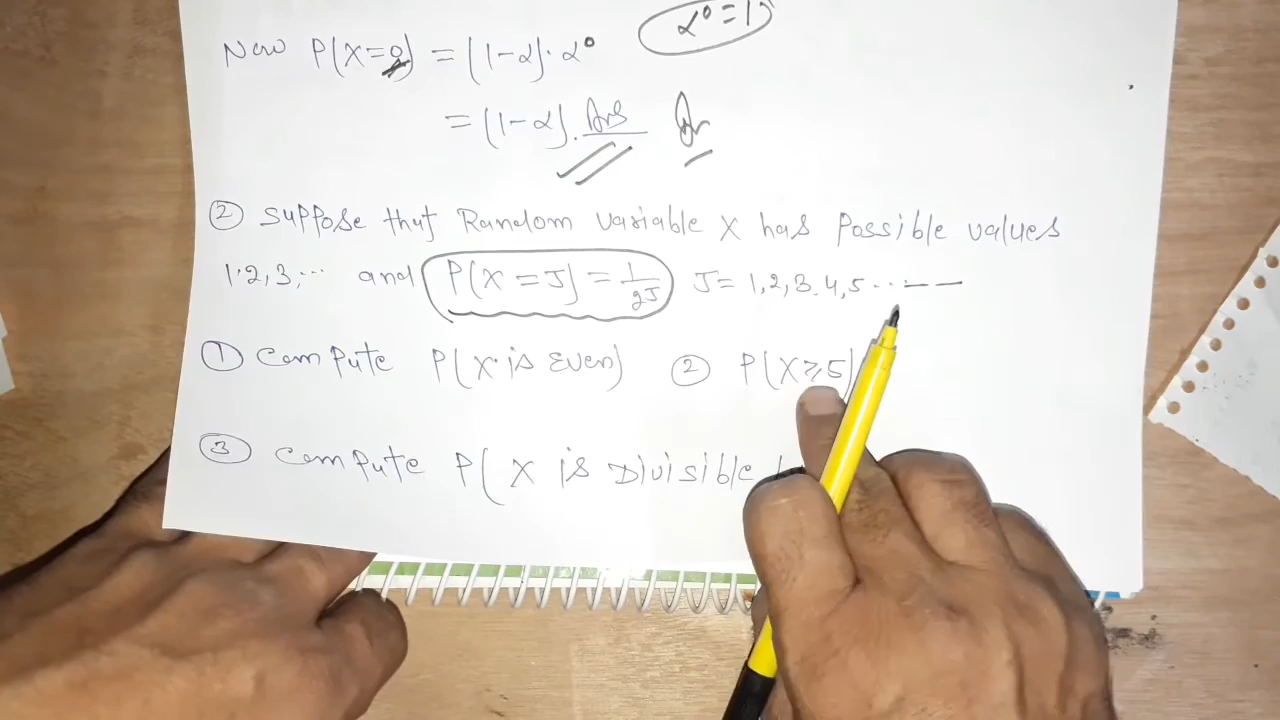 α⁰ = 1
Now P(X=0) = (1-α)·α⁰
= (1-α). Ans
② Suppose that Random variable X has Possible values
1,2,3,... and P(X=J) = 1/2J J= 1,2,3,4,5...--
① Compute P(X is Even) ② P(X≥5)
③ Compute P( X is Divisible